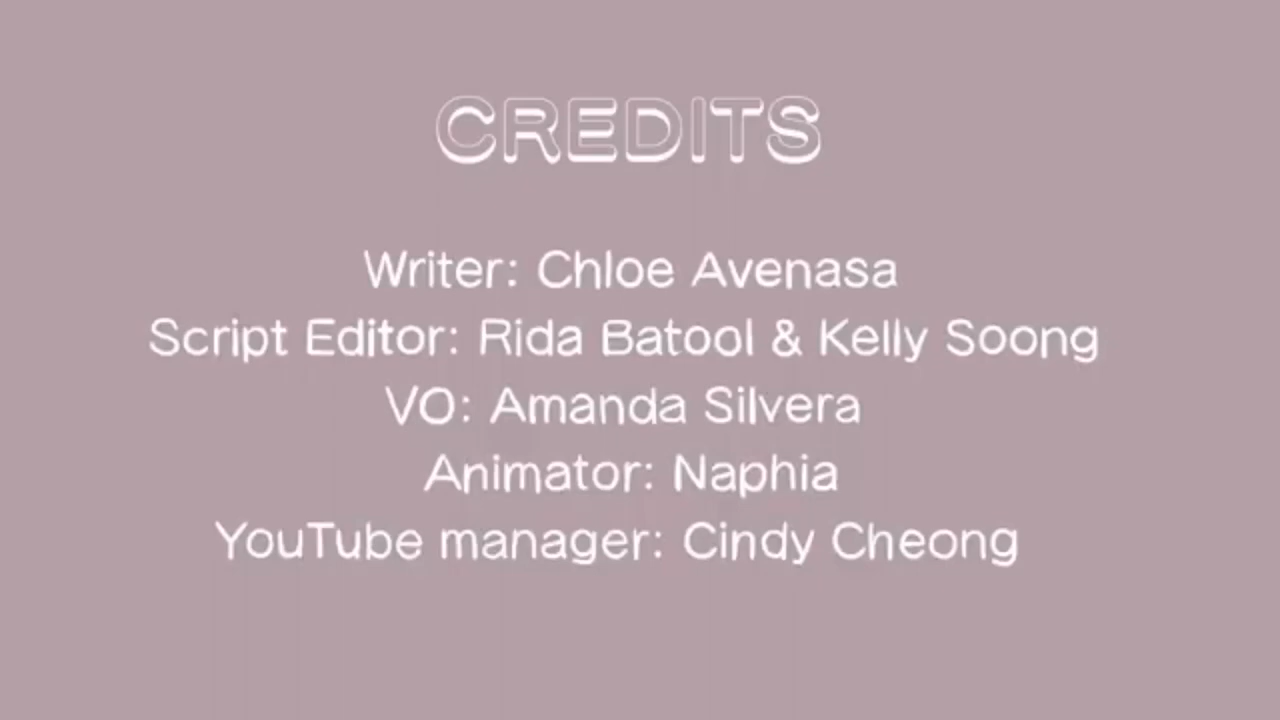 CREDITS
Writer: Chloe Avenasa
Script Editor: Rida Batool & Kelly Soong
VO: Amanda Silvera
Animator: Naphia
YouTube manager: Cindy Cheong